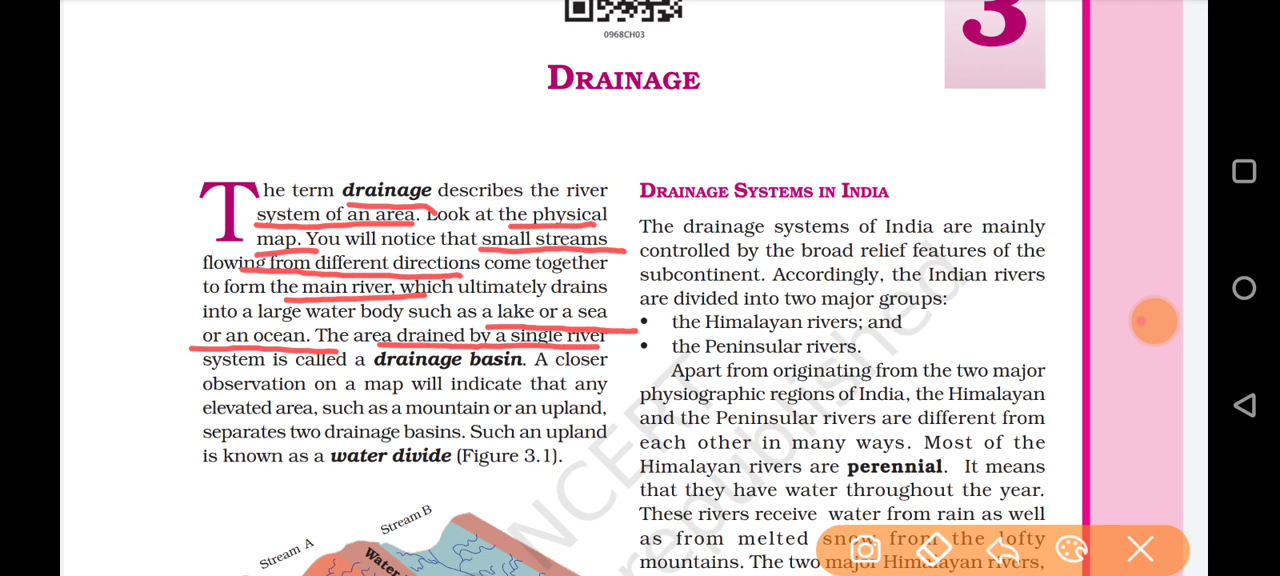 0968CH03
3
DRAINAGE
The term drainage describes the river
system of an area. Look at the physical
map. You will notice that small streams
flowing from different directions come together
to form the main river, which ultimately drains
into a large water body such as a lake or a sea
or an ocean. The area drained by a single river
system is called a drainage basin. A closer
observation on a map will indicate that any
elevated area, such as a mountain or an upland,
separates two drainage basins. Such an upland
is known as a water divide (Figure 3.1).
Stream B
Stream A
Water
DRAINAGE SYSTEMS IN INDIA
The drainage systems of India are mainly
controlled by the broad relief features of the
subcontinent. Accordingly, the Indian rivers
are divided into two major groups:
• the Himalayan rivers; and
• the Peninsular rivers.
Apart from originating from the two major
physiographic regions of India, the Himalayan
and the Peninsular rivers are different from
each other in many ways. Most of the
Himalayan rivers are perennial. It means
that they have water throughout the year.
These rivers receive water from rain as well
as from melted snow from the lofty
mountains. The two major Himalayan rivers,
NCERT
republished